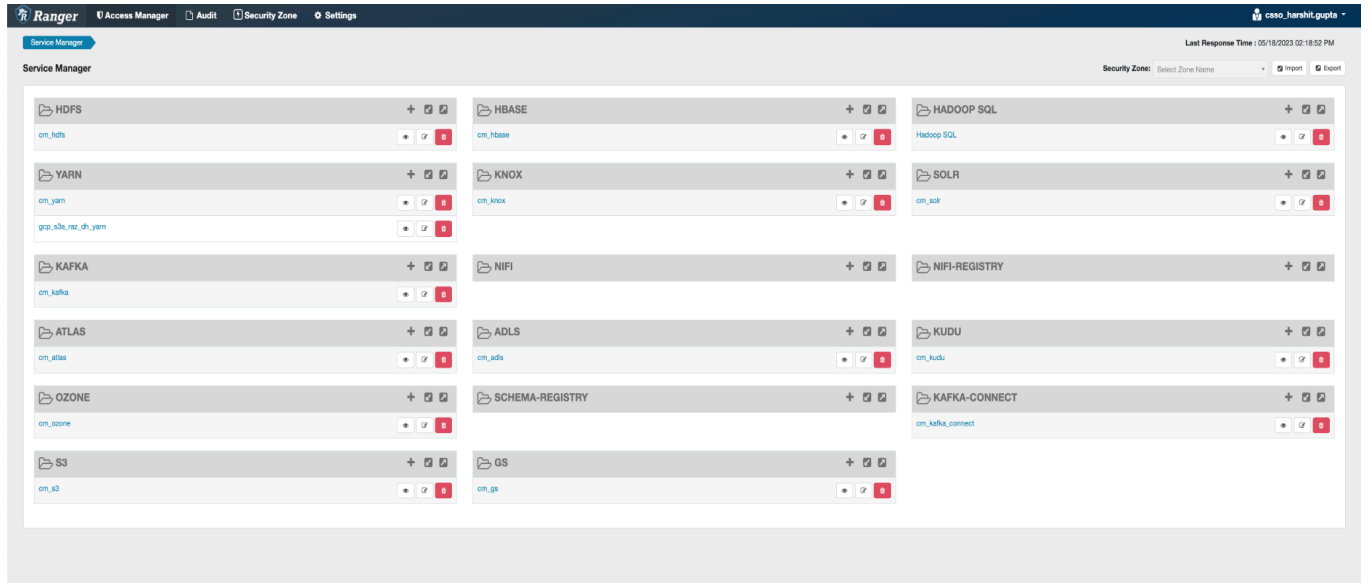 Ranger Access Manager Audit Security Zone Settings csso_harshit.gupta
Service Manager Last Response Time : 05/18/2023 02:18:52 PM
Service Manager Security Zone: Select Zone Name Import Export
HDFS HBASE HADOOP SQL
cm_hdfs cm_hbase Hadoop SQL
YARN KNOX SOLR
cm_yarn cm_knox cm_solr
gcp_s3a_raz_dh_yarn
KAFKA NIFI NIFI-REGISTRY
cm_kafka
ATLAS ADLS KUDU
cm_atlas cm_adls cm_kudu
OZONE SCHEMA-REGISTRY KAFKA-CONNECT
cm_ozone cm_kafka_connect
S3 GS
cm_s3 cm_gs